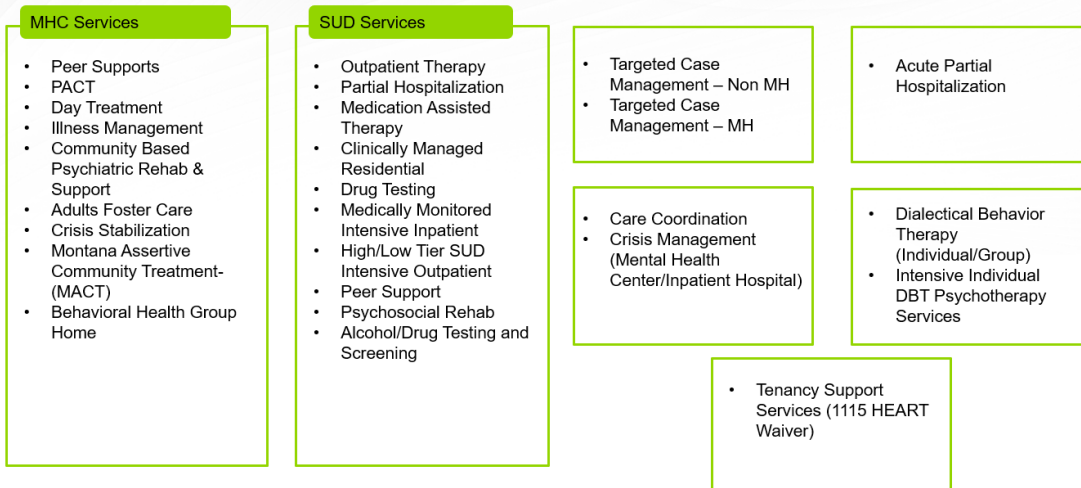 MHC Services
• Peer Supports
• PACT
• Day Treatment
• Illness Management
• Community Based
Psychiatric Rehab &
Support
• Adults Foster Care
• Crisis Stabilization
• Montana Assertive
Community Treatment-
(MACT)
• Behavioral Health Group
Home
SUD Services
• Outpatient Therapy
• Partial Hospitalization
• Medication Assisted
Therapy
• Clinically Managed
Residential
• Drug Testing
• Medically Monitored
Intensive Inpatient
• High/Low Tier SUD
Intensive Outpatient
• Peer Support
• Psychosocial Rehab
• Alcohol/Drug Testing and
Screening
• Targeted Case
Management – Non MH
• Targeted Case
Management – MH
• Acute Partial
Hospitalization
• Care Coordination
• Crisis Management
(Mental Health
Center/Inpatient Hospital)
• Dialectical Behavior
Therapy
(Individual/Group)
• Intensive Individual
DBT Psychotherapy
Services
• Tenancy Support
Services (1115 HEART
Waiver)